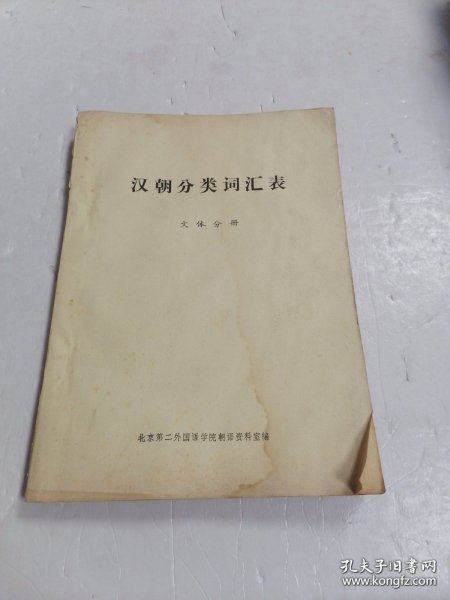 汉朝分类词汇表
文体分册
北京第二外国语学院朝语资料室编
孔夫子旧书网
www.kongfz.com